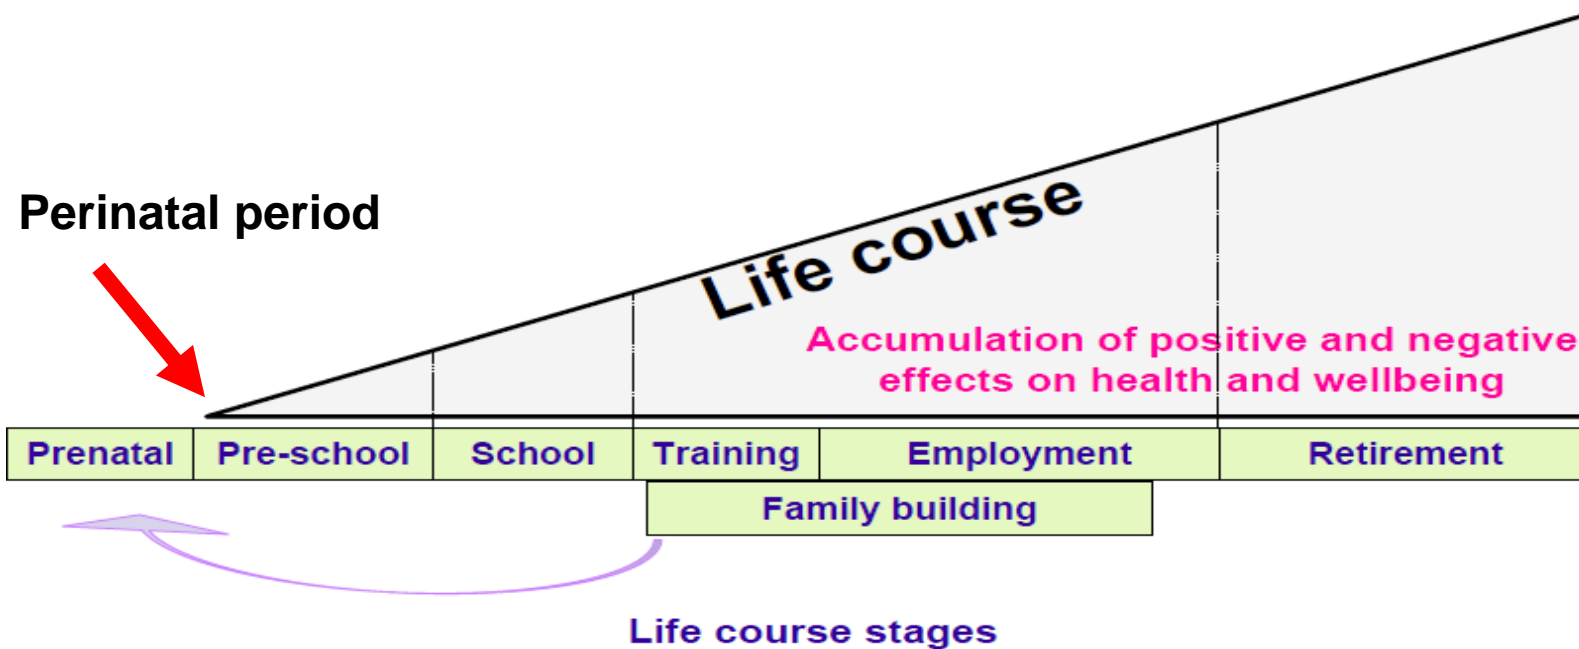 Perinatal period
Life course
Accumulation of positive and negative
effects on health and wellbeing
Prenatal Pre-school School Training Employment Retirement
Family building
Life course stages